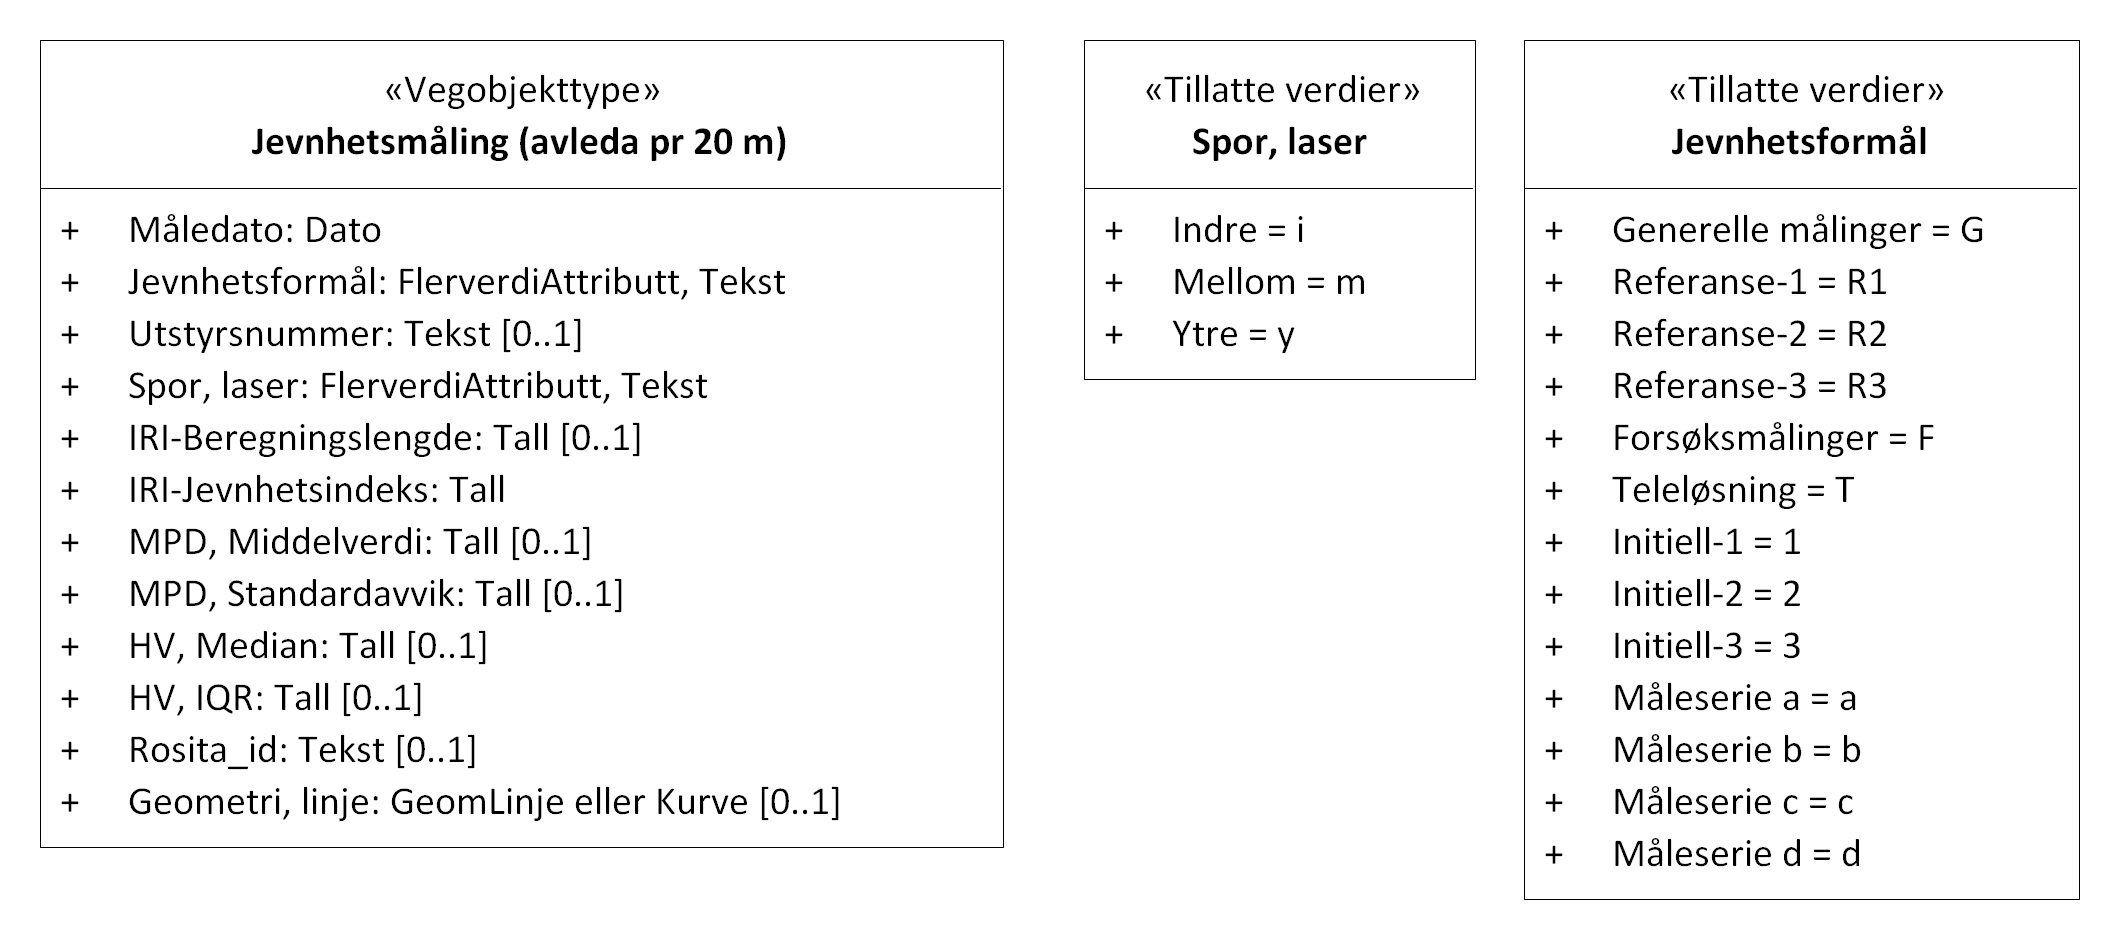 «Vegobjekttype»
Jevnhetsmåling (avleda pr 20 m)
+ Måledato: Dato
+ Jevnhetsformål: FlerverdiAttributt, Tekst
+ Utstyrsnummer: Tekst [0..1]
+ Spor, laser: FlerverdiAttributt, Tekst
+ IRI-Beregningslengde: Tall [0..1]
+ IRI-Jevnhetsindeks: Tall
+ MPD, Middelverdi: Tall [0..1]
+ MPD, Standardavvik: Tall [0..1]
+ HV, Median: Tall [0..1]
+ HV, IQR: Tall [0..1]
+ Rosita_id: Tekst [0..1]
+ Geometri, linje: GeomLinje eller Kurve [0..1]
«Tillatte verdier»
Spor, laser
+ Indre = i
+ Mellom = m
+ Ytre = y
«Tillatte verdier»
Jevnhetsformål
+ Generelle målinger = G
+ Referanse-1 = R1
+ Referanse-2 = R2
+ Referanse-3 = R3
+ Forsøksmålinger = F
+ Teleløsning = T
+ Initiell-1 = 1
+ Initiell-2 = 2
+ Initiell-3 = 3
+ Måleserie a = a
+ Måleserie b = b
+ Måleserie c = c
+ Måleserie d = d